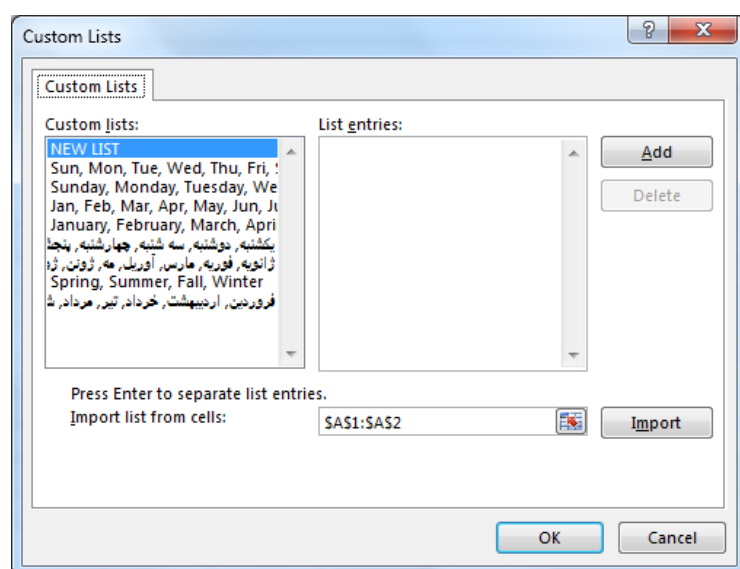 Custom Lists
Custom Lists
Custom lists:
List entries:
NEW LIST
Sun, Mon, Tue, Wed, Thu, Fri,
Sunday, Monday, Tuesday, We
Jan, Feb, Mar, Apr, May, Jun, Ju
January, February, March, Apri
یکشنبه, دوشنبه, سه شنبه, چهارشنبه, پنجش
ژانویه, فوریه, مارس, آوریل, مه, ژوئن, ژو
Spring, Summer, Fall, Winter
فروردین, اردیبهشت, خرداد, تیر, مرداد, ش
Add
Delete
Press Enter to separate list entries.
Import list from cells:
$A$1:$A$2
Import
OK
Cancel